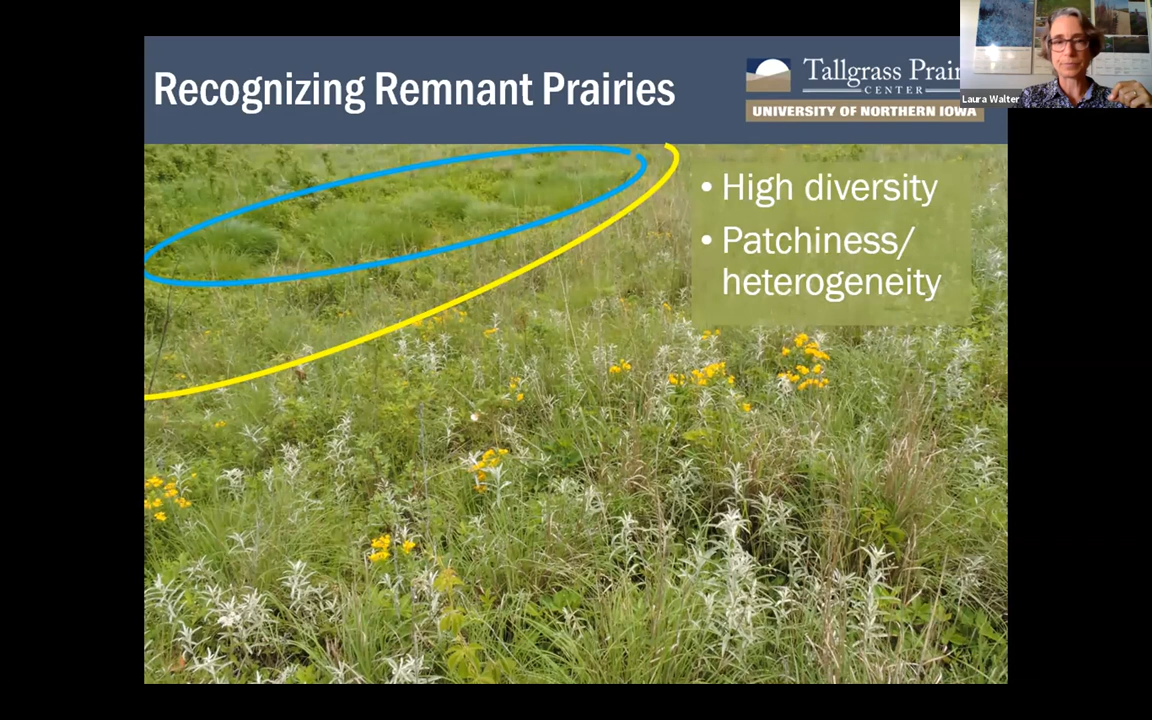 Recognizing Remnant Prairies
Tallgrass Prai
CENTER
UNIVERSITY OF NORTHERN IOWA
Laura Walter
• High diversity
• Patchiness/
heterogeneity